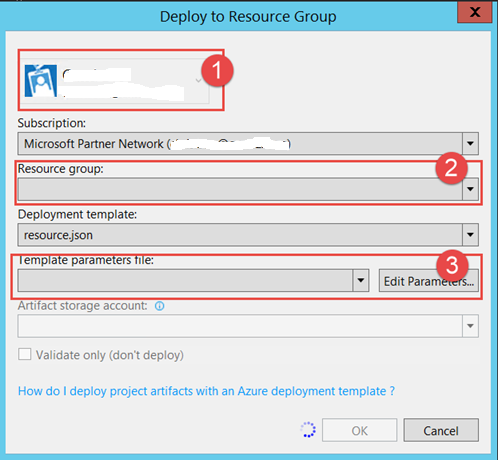 Deploy to Resource Group
X
1
Subscription:
Microsoft Partner Network (
Resource group:
2
Deployment template:
resource.json
Template parameters file:
3
Edit Parameters...
Artifact storage account:
Validate only (don't deploy)
How do I deploy project artifacts with an Azure deployment template ?
OK
Cancel